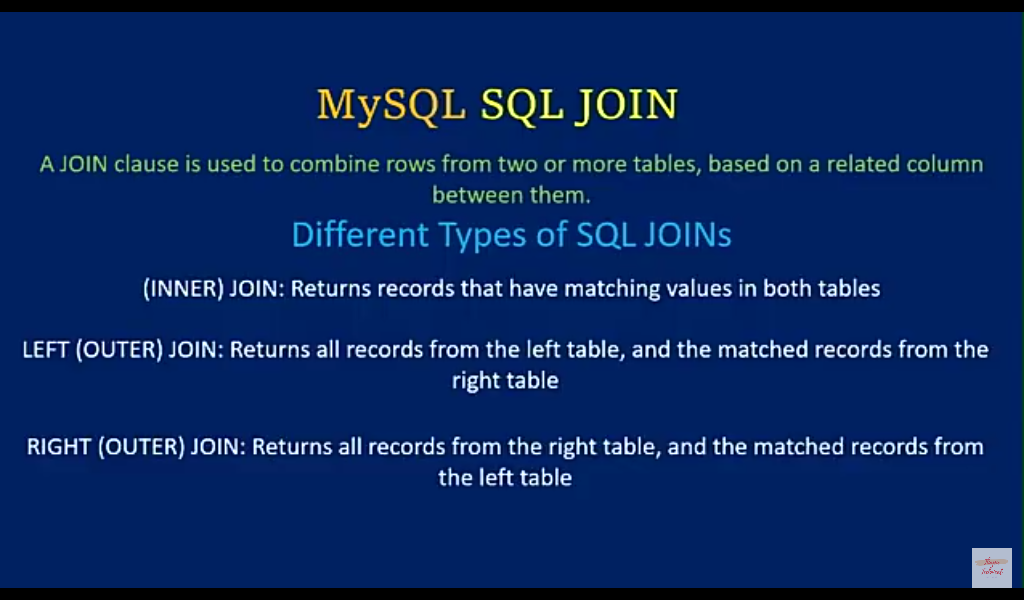 MySQL SQL JOIN
A JOIN clause is used to combine rows from two or more tables, based on a related column
between them.
Different Types of SQL JOINs
(INNER) JOIN: Returns records that have matching values in both tables
LEFT (OUTER) JOIN: Returns all records from the left table, and the matched records from the
right table
RIGHT (OUTER) JOIN: Returns all records from the right table, and the matched records from
the left table